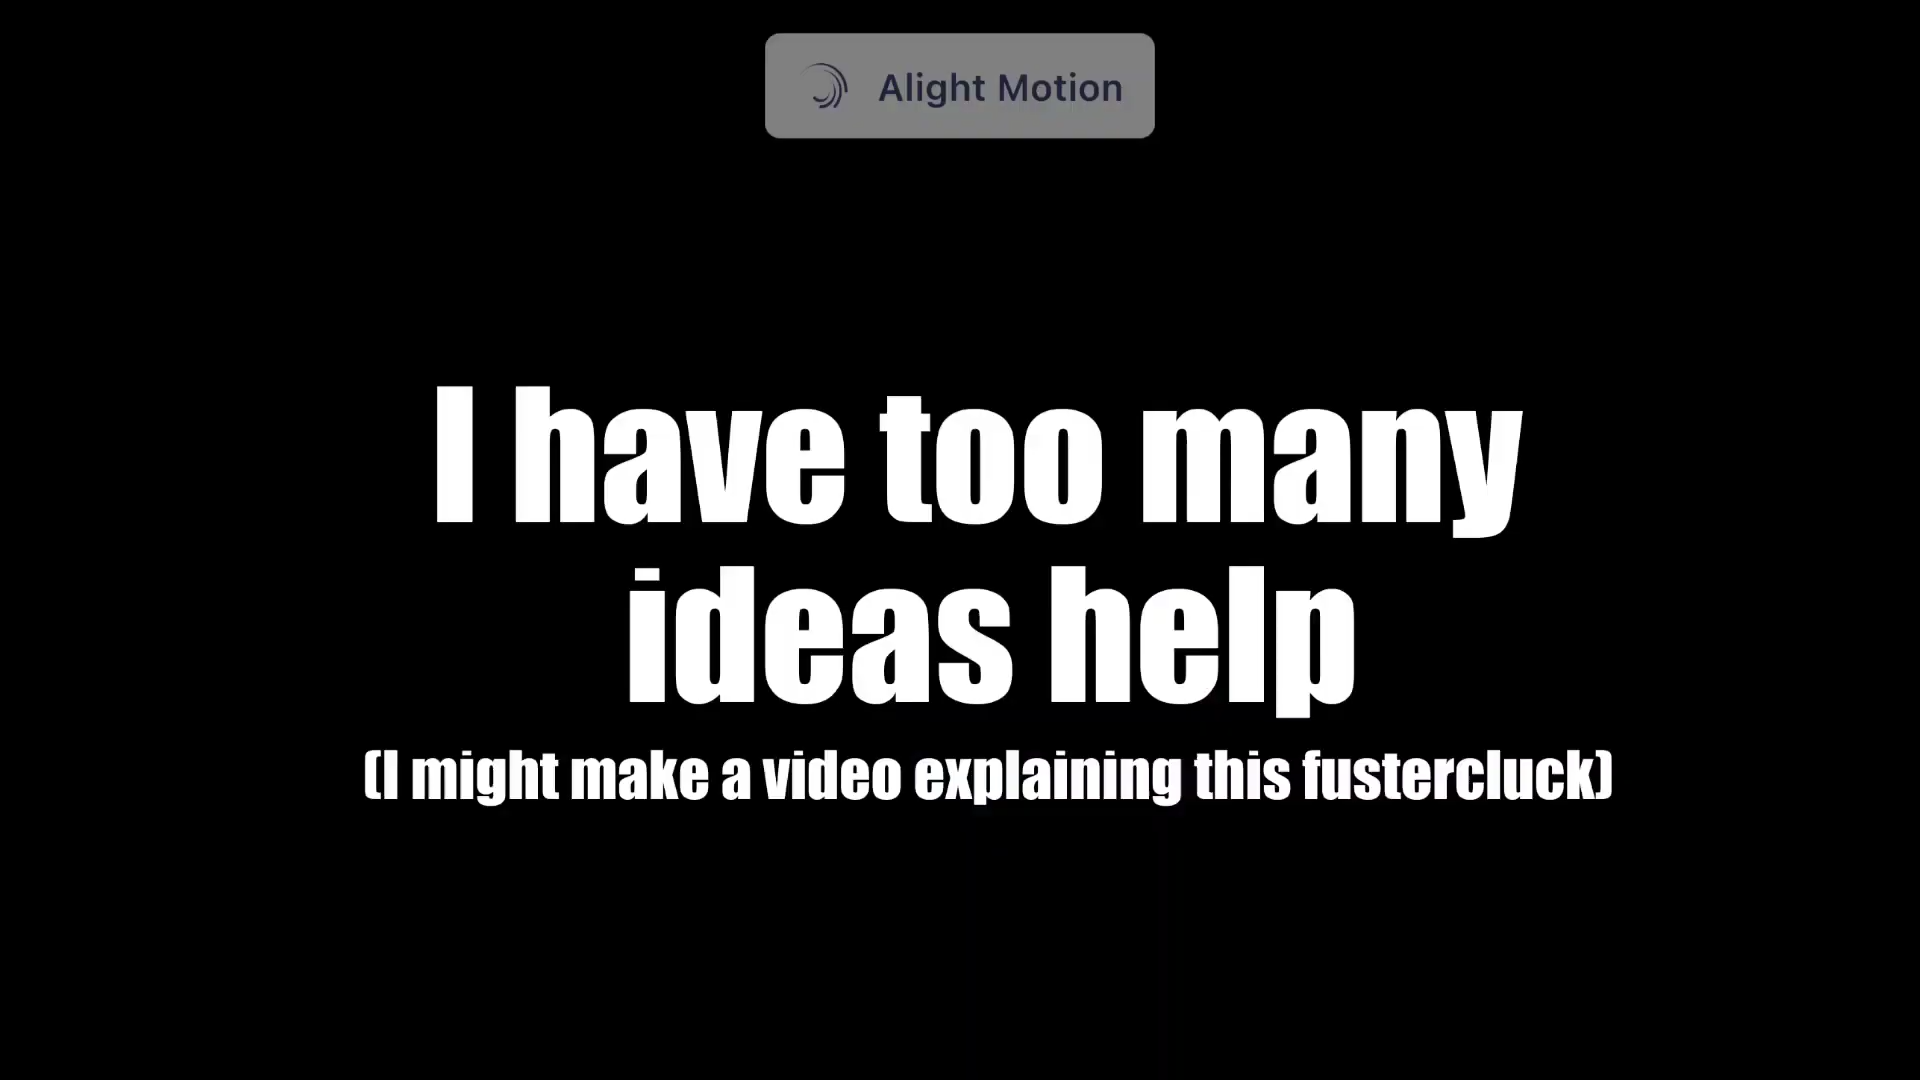 Alight Motion
I have too many
ideas help
(I might make a video explaining this fustercluck)